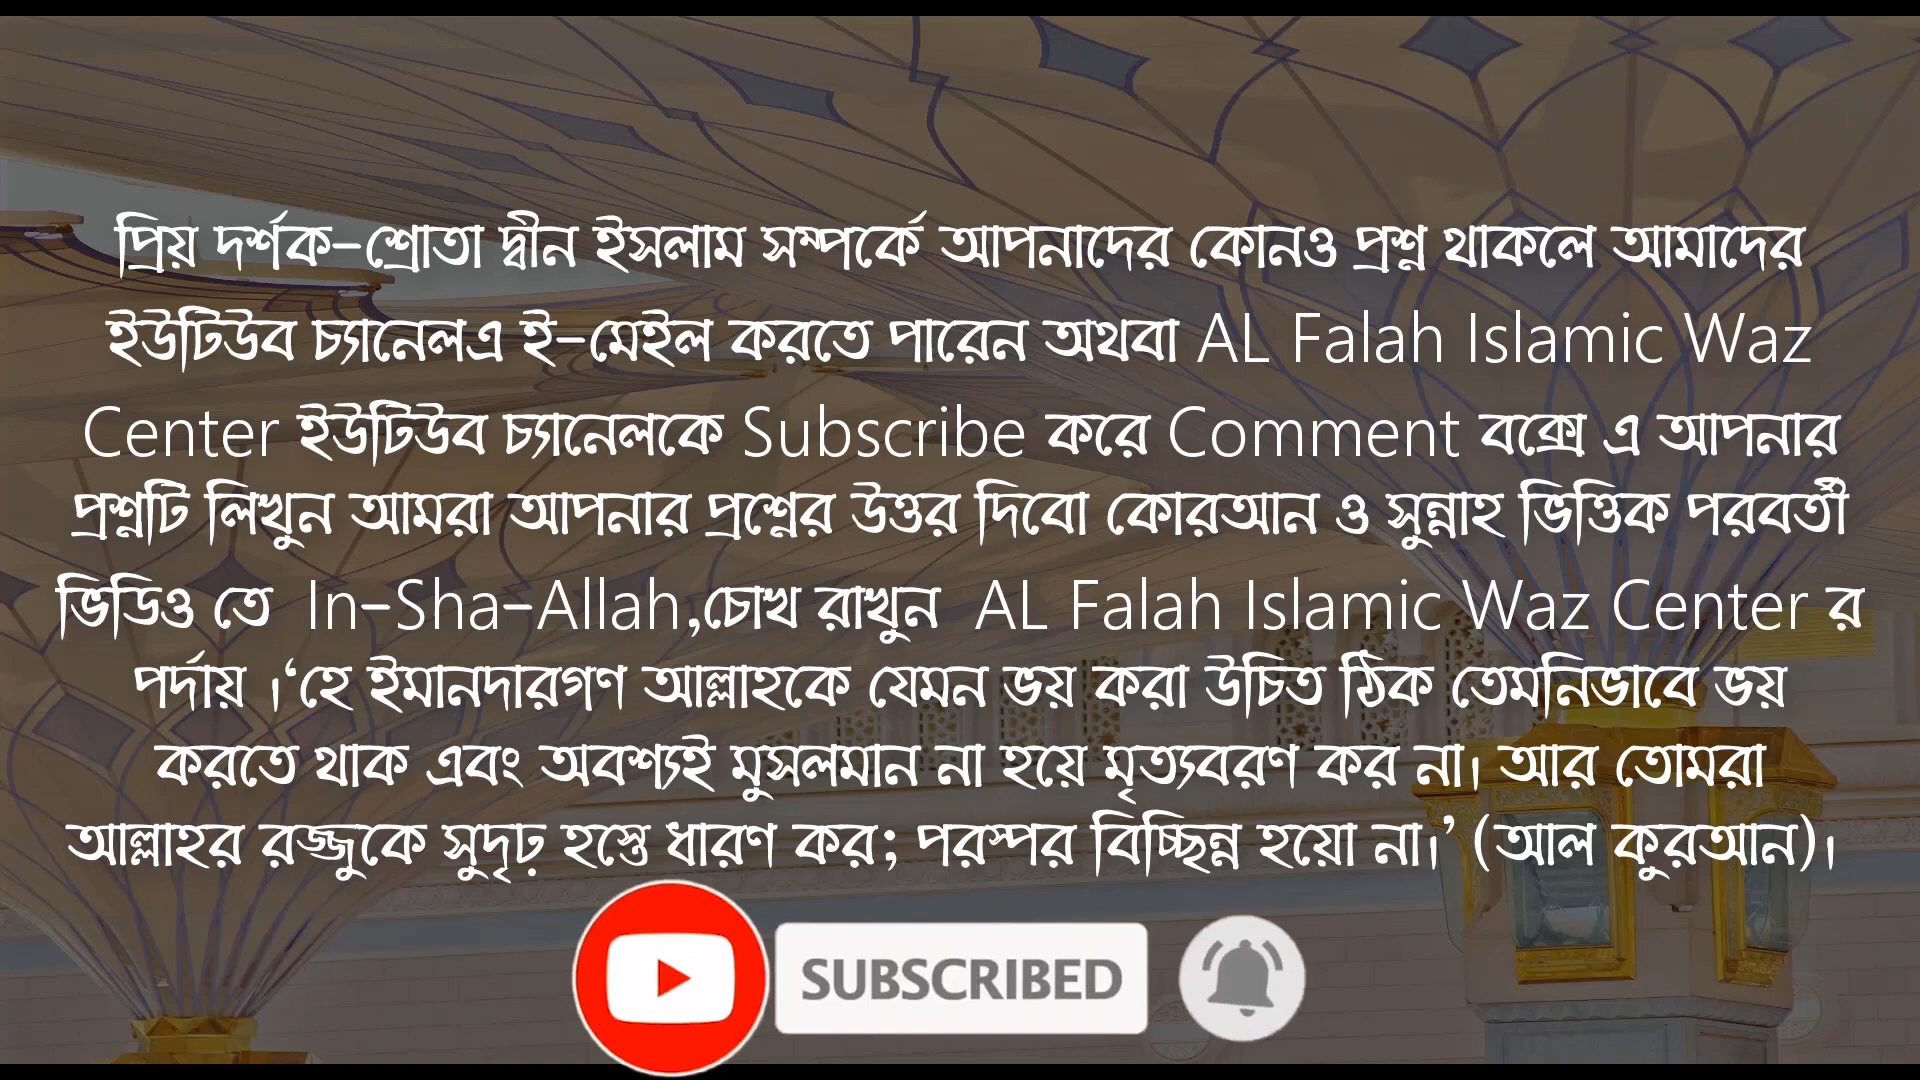 প্রিয় দর্শক-শ্রোতা দ্বীন ইসলাম সম্পর্কে আপনাদের কোনও প্রশ্ন থাকলে আমাদের
ইউটিউব চ্যানেলএ ই-মেইল করতে পারেন অথবা AL Falah Islamic Waz
Center ইউটিউব চ্যানেলকে Subscribe করে Comment বক্সে এ আপনার
প্রশ্নটি লিখুন আমরা আপনার প্রশ্নের উত্তর দিবো কোরআন ও সুন্নাহ ভিত্তিক পরবর্তী
ভিডিও তে In-Sha-Allah,চোখ রাখুন AL Falah Islamic Waz Center র
পর্দায় ।‘হে ইমানদারগণ আল্লাহকে যেমন ভয় করা উচিত ঠিক তেমনিভাবে ভয়
করতে থাক এবং অবশ্যই মুসলমান না হয়ে মৃত্যবরণ কর না। আর তোমরা
আল্লাহর রজ্জুকে সুদৃঢ় হস্তে ধারণ কর; পরস্পর বিচ্ছিন্ন হয়ো না।’ (আল কুরআন)।
SUBSCRIBED